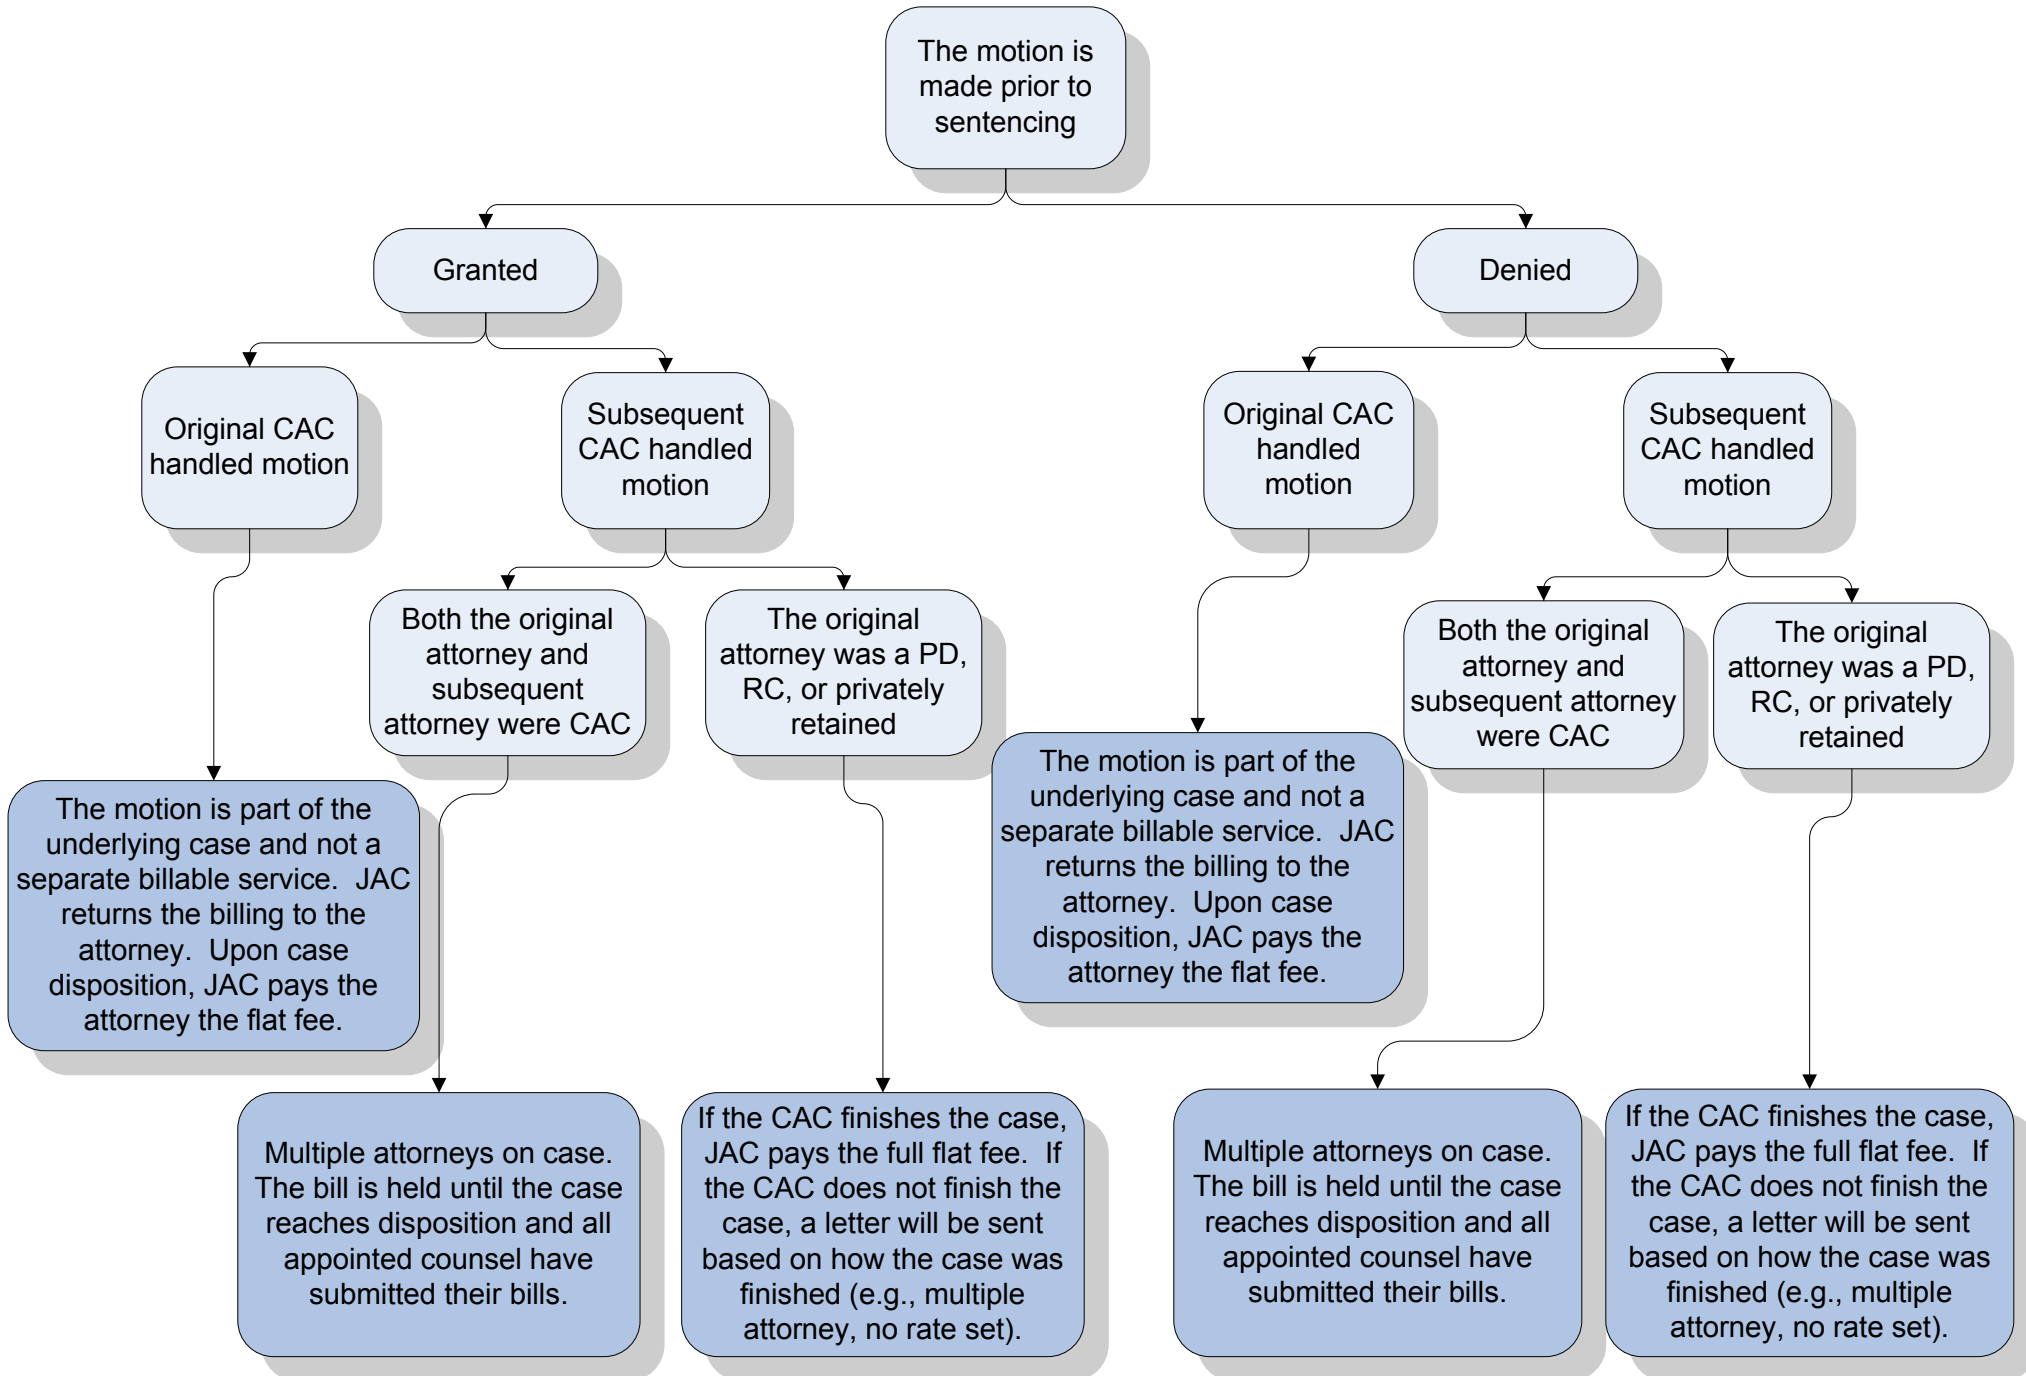 The motion is
made prior to
sentencing
Granted
Denied
Original CAC
handled motion
Subsequent
CAC handled
motion
Original CAC
handled
motion
Subsequent
CAC handled
motion
Both the original
attorney and
subsequent
attorney were CAC
The original
attorney was a PD,
RC, or privately
retained
Both the original
attorney and
subsequent attorney
were CAC
The original
attorney was a PD,
RC, or privately
retained
The motion is part of the
underlying case and not a
separate billable service.  JAC
returns the billing to the
attorney.  Upon case
disposition, JAC pays the
attorney the flat fee.
The motion is part of the
underlying case and not a
separate billable service.  JAC
returns the billing to the
attorney.  Upon case
disposition, JAC pays the
attorney the flat fee.
Multiple attorneys on case.
The bill is held until the case
reaches disposition and all
appointed counsel have
submitted their bills.
If the CAC finishes the case,
JAC pays the full flat fee.  If
the CAC does not finish the
case, a letter will be sent
based on how the case was
finished (e.g., multiple
attorney, no rate set).
Multiple attorneys on case.
The bill is held until the case
reaches disposition and all
appointed counsel have
submitted their bills.
If the CAC finishes the case,
JAC pays the full flat fee.  If
the CAC does not finish the
case, a letter will be sent
based on how the case was
finished (e.g., multiple
attorney, no rate set).